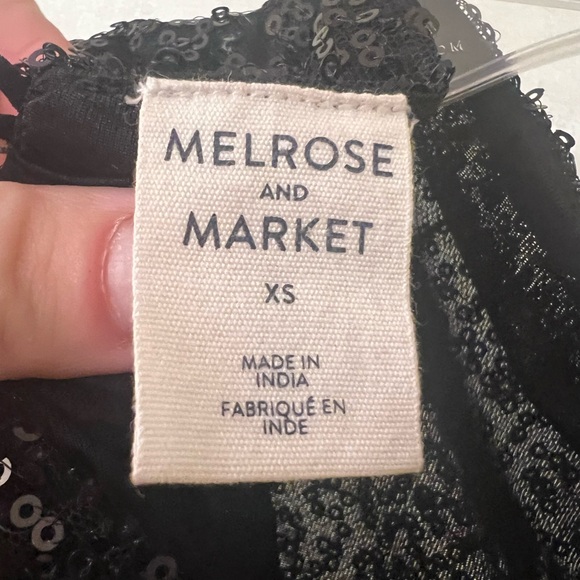 MELROSE
AND
MARKET
XS
MADE IN
INDIA
FABRIQUÉ EN
INDE